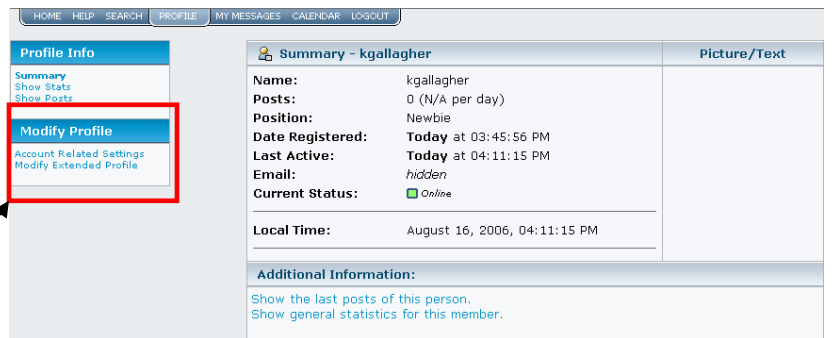 HOME HELP SEARCH PROFILE MY MESSAGES CALENDAR LOGOUT
Profile Info
Summary
Show Stats
Show Posts
Modify Profile
Account Related Settings
Modify Extended Profile
Summary - kgallagher
Picture/Text
Name: kgallagher
Posts: 0 (N/A per day)
Position: Newbie
Date Registered: Today at 03:45:56 PM
Last Active: Today at 04:11:15 PM
Email: hidden
Current Status: Online
Local Time: August 16, 2006, 04:11:15 PM
Additional Information:
Show the last posts of this person.
Show general statistics for this member.